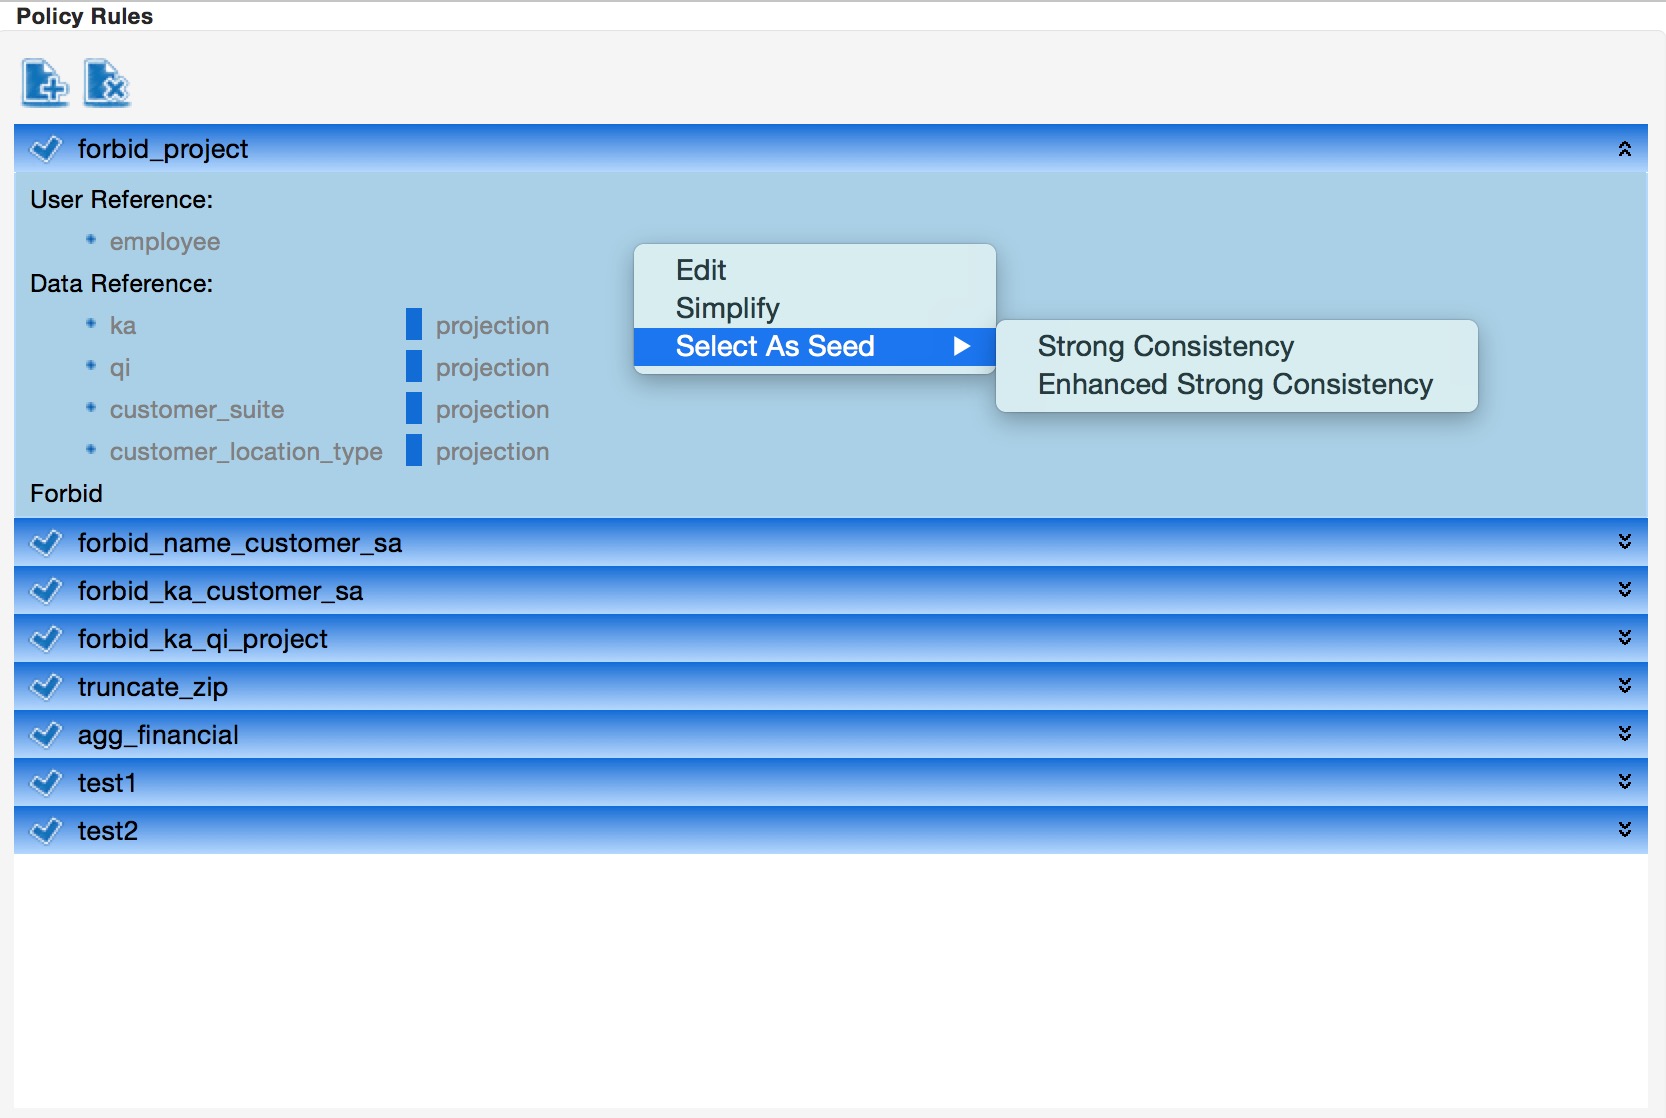 Policy Rules
forbid_project
User Reference:
employee
Data Reference:
ka projection
qi projection
customer_suite projection
customer_location_type projection
Forbid
Edit
Simplify
Select As Seed
Strong Consistency
Enhanced Strong Consistency
forbid_name_customer_sa
forbid_ka_customer_sa
forbid_ka_qi_project
truncate_zip
agg_financial
test1
test2